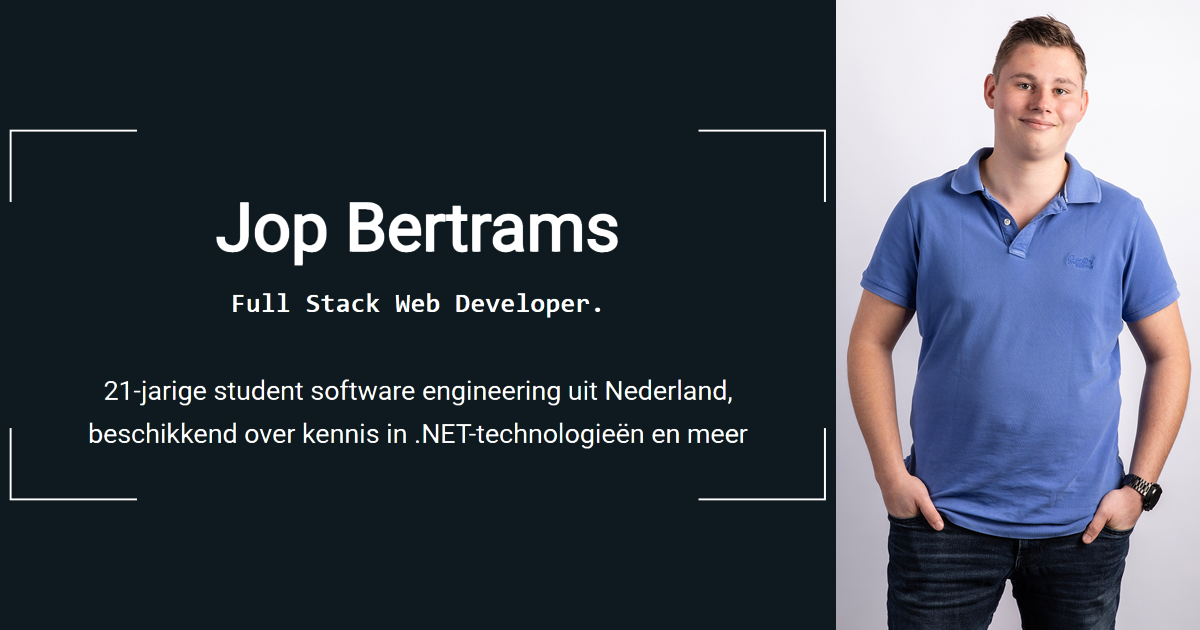 Jop Bertrams
Full Stack Web Developer.
21-jarige student software engineering uit Nederland,
beschikkend over kennis in .NET-technologieën en meer